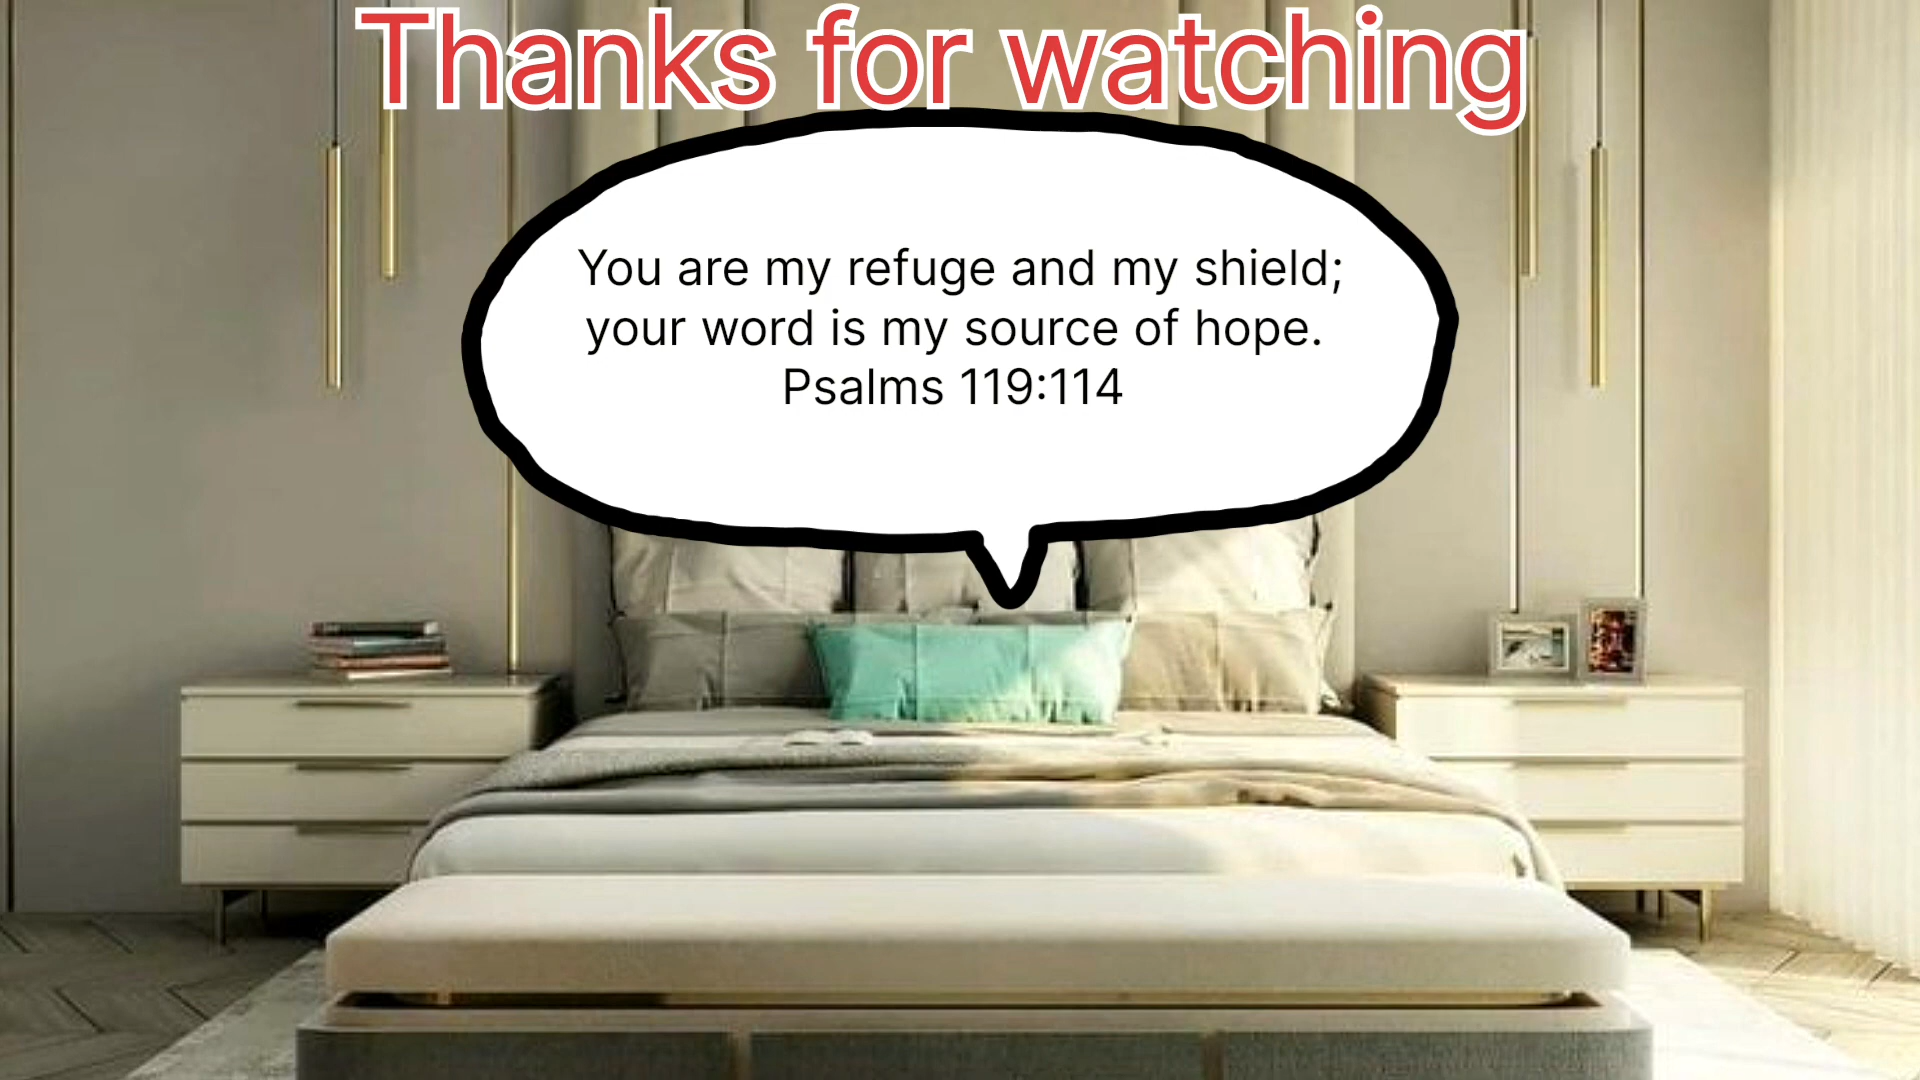 Thanks for watching
You are my refuge and my shield;
your word is my source of hope.
Psalms 119:114